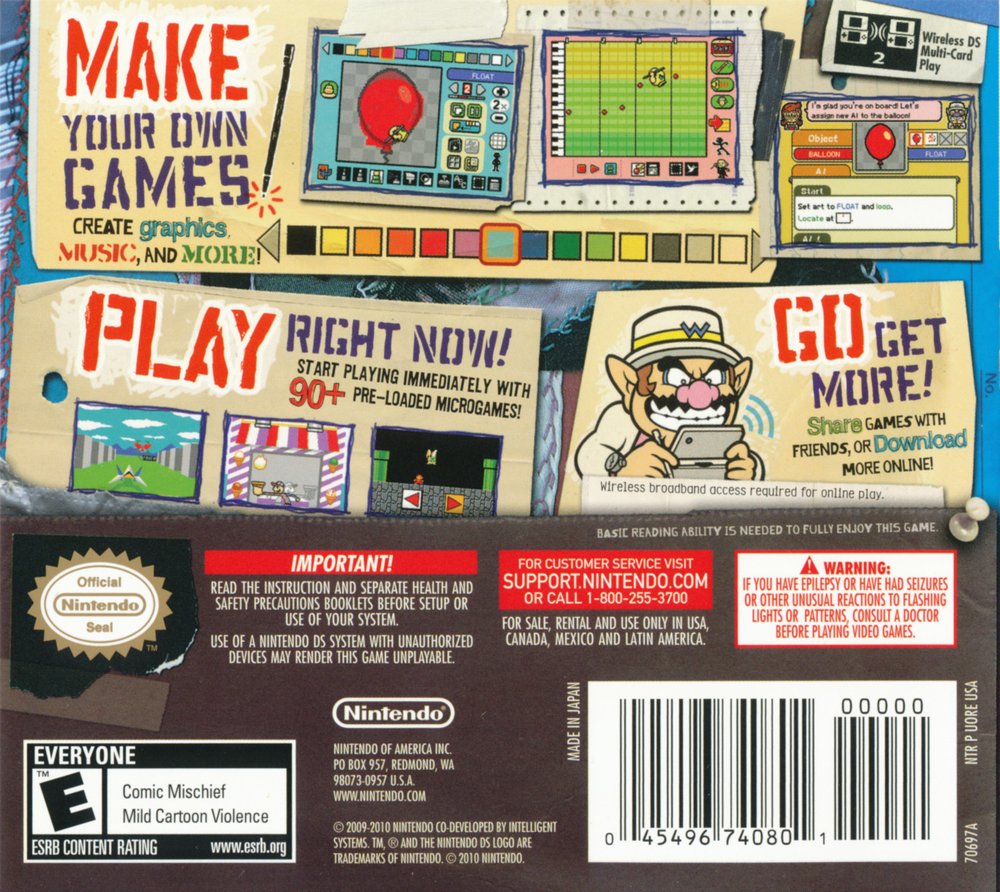 MAKE
YOUR OWN
GAMES
CREATE graphics,
MUSIC, AND MORE!
FLOAT
2
2x
Wireless DS
Multi-Card
Play
2
I'm glad you're on board! Let's
assign new AI to the balloon!
Object
BALLOON
FLOAT
AI
Start
Set art to FLOAT and loop.
Locate at
AI 1
PLAY RIGHT NOW!
START PLAYING IMMEDIATELY WITH
90+ PRE-LOADED MICROGAMES!
GO GET
MORE!
Share GAMES WITH
FRIENDS, OR Download
MORE ONLINE!
W
No.
Wireless broadband access required for online play.
BASIC READING ABILITY IS NEEDED TO FULLY ENJOY THIS GAME.
Official
Nintendo
Seal
TM
IMPORTANT!
READ THE INSTRUCTION AND SEPARATE HEALTH AND
SAFETY PRECAUTIONS BOOKLETS BEFORE SETUP OR
USE OF YOUR SYSTEM.
USE OF A NINTENDO DS SYSTEM WITH UNAUTHORIZED
DEVICES MAY RENDER THIS GAME UNPLAYABLE.
FOR CUSTOMER SERVICE VISIT
SUPPORT.NINTENDO.COM
OR CALL 1-800-255-3700
FOR SALE, RENTAL AND USE ONLY IN USA,
CANADA, MEXICO AND LATIN AMERICA.
WARNING:
IF YOU HAVE EPILEPSY OR HAVE HAD SEIZURES
OR OTHER UNUSUAL REACTIONS TO FLASHING
LIGHTS OR PATTERNS, CONSULT A DOCTOR
BEFORE PLAYING VIDEO GAMES.
EVERYONE
TM
E
Comic Mischief
Mild Cartoon Violence
ESRB CONTENT RATING www.esrb.org
Nintendo®
NINTENDO OF AMERICA INC.
PO BOX 957, REDMOND, WA
98073-0957 U.S.A.
WWW.NINTENDO.COM
© 2009-2010 NINTENDO CO-DEVELOPED BY INTELLIGENT
SYSTEMS. TM, ® AND THE NINTENDO DS LOGO ARE
TRADEMARKS OF NINTENDO. © 2010 NINTENDO.
MADE IN JAPAN
00000
0 45496 74080 1
NTR P UORE USA
70697A